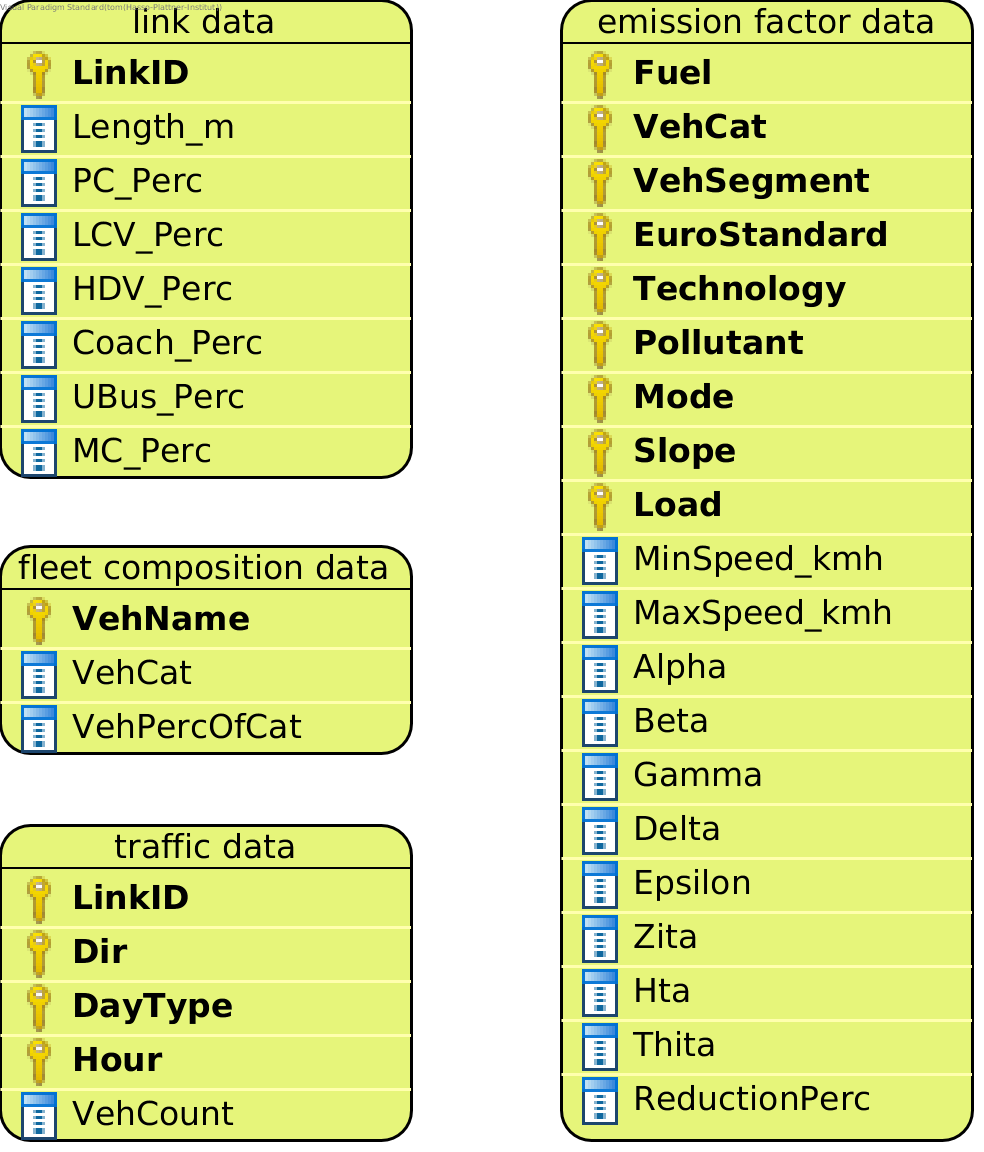 Visual Paradigm Standard(tom(Hasso-Plattner-Institut))
link data
LinkID
Length_m
PC_Perc
LCV_Perc
HDV_Perc
Coach_Perc
UBus_Perc
MC_Perc
fleet composition data
VehName
VehCat
VehPercOfCat
traffic data
LinkID
Dir
DayType
Hour
VehCount
emission factor data
Fuel
VehCat
VehSegment
EuroStandard
Technology
Pollutant
Mode
Slope
Load
MinSpeed_kmh
MaxSpeed_kmh
Alpha
Beta
Gamma
Delta
Epsilon
Zita
Hta
Thita
ReductionPerc